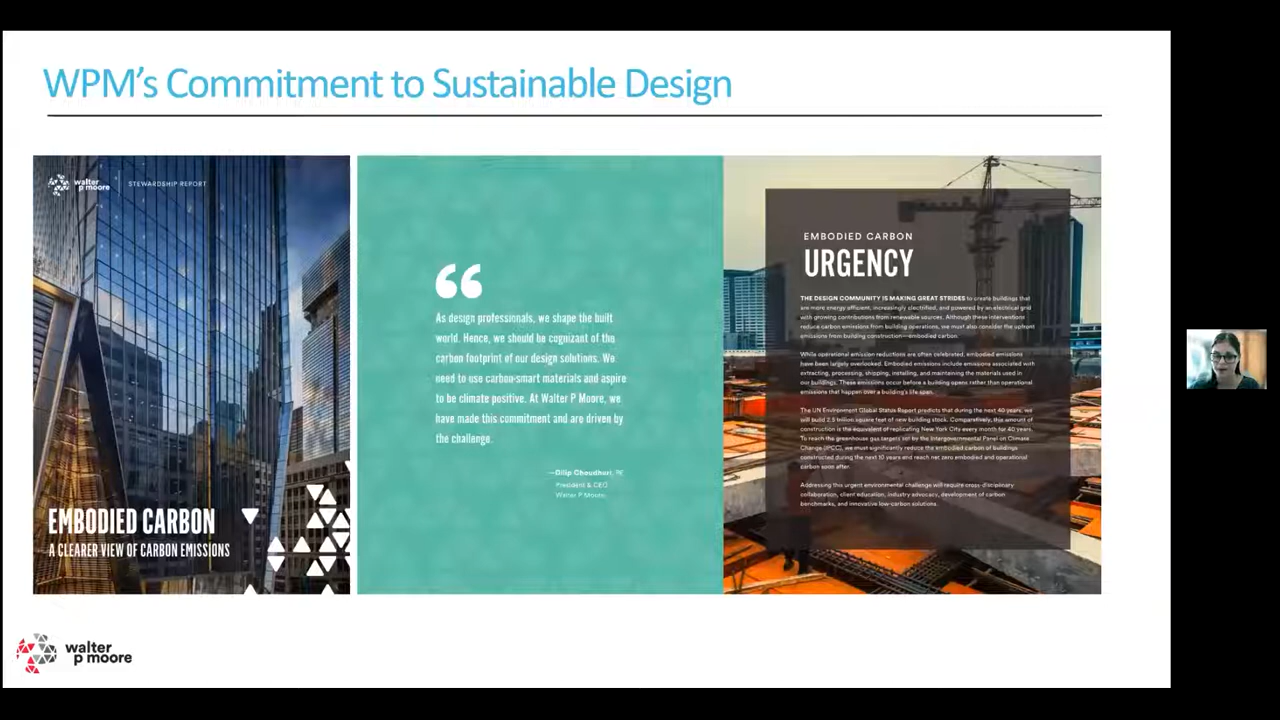 WPM's Commitment to Sustainable Design
walter
p moore
STEWARDSHIP REPORT
EMBODIED CARBON
A CLEARER VIEW OF CARBON EMISSIONS
“
As design professionals, we shape the built
world. Hence, we should be cognizant of the
carbon footprint of our design solutions. We
need to use carbon-smart materials and aspire
to be climate positive. At Walter P Moore, we
have made this commitment and are driven by
the challenge.
—Dilip Choudhuri, PE
President & CEO
Walter P Moore
EMBODIED CARBON
URGENCY
THE DESIGN COMMUNITY IS MAKING GREAT STRIDES to create buildings that
are more energy efficient, increasingly electrified, and powered by an electrical grid
with growing contributions from renewable sources. Although these interventions
reduce carbon emissions from building operations, we must also consider the upfront
emissions from building construction—embodied carbon.
While operational emission reductions are often celebrated, embodied emissions
have been largely overlooked. Embodied emissions include emissions associated with
extracting, processing, shipping, installing, and maintaining the materials used in
our buildings. These emissions occur before a building opens rather than operational
emissions that happen over a building's life span.
The UN Environment Global Status Report predicts that during the next 40 years, we
will build 2.5 trillion square feet of new building stock. Comparatively, this amount of
construction is the equivalent of replicating New York City every month for 40 years.
To reach the greenhouse gas targets set by the Intergovernmental Panel on Climate
Change (IPCC), we must significantly reduce the embodied carbon of buildings
constructed during the next 10 years and reach net zero embodied and operational
carbon soon after.
Addressing this urgent environmental challenge will require cross-disciplinary
collaboration, client education, industry advocacy, development of carbon
benchmarks, and innovative low-carbon solutions.
walter
p moore